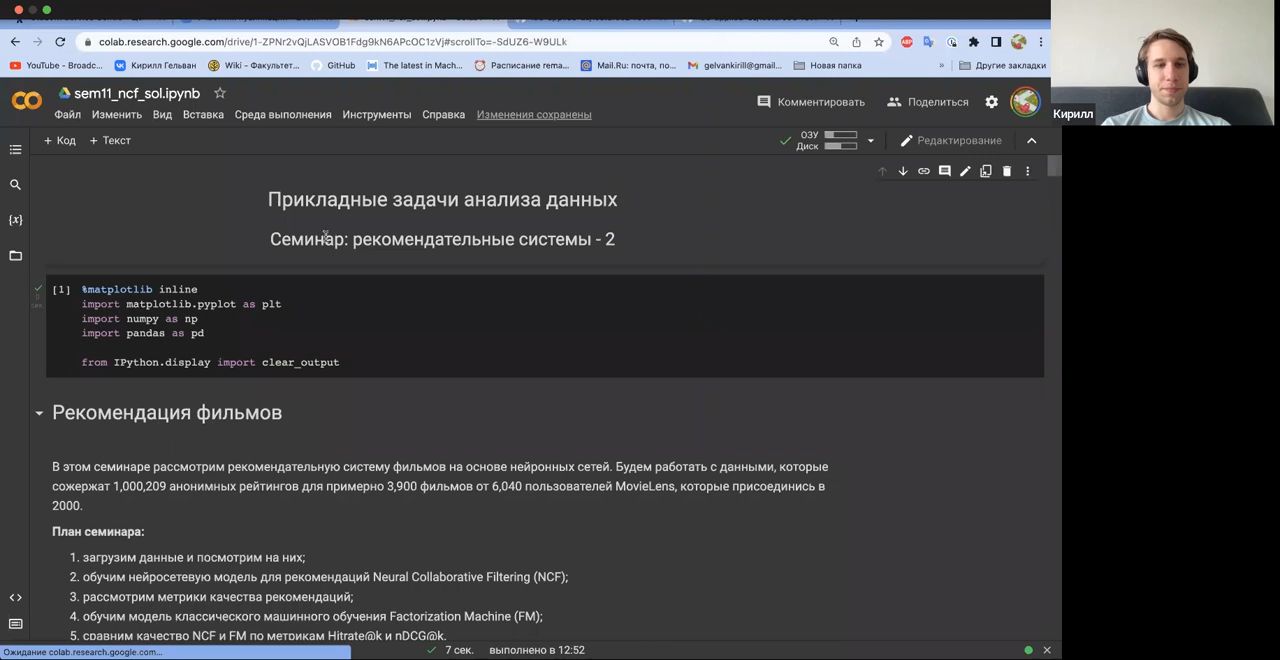 colab.research.google.com/drive/1-ZPNr2vQjLASVOB1Fdg9kN6APcOC1zVj#scrollTo=-SdUZ6-W9ULk
YouTube - Broadc...
Кирилл Гельван
Wiki - Факультет...
GitHub
The latest in Mach...
Расписание rema...
Mail.Ru: почта, по...
gelvankirill@gmail...
Новая папка
»
Другие закладки
sem11_ncf_sol.ipynb
Комментировать
Поделиться
Кирилл
Файл Изменить Вид Вставка Среда выполнения Инструменты Справка Изменения сохранены
+ Код + Текст
ОЗУ
Диск
Редактирование
Прикладные задачи анализа данных
Семинар: рекомендательные системы - 2
[1] %matplotlib inline
import matplotlib.pyplot as plt
import numpy as np
import pandas as pd
from IPython.display import clear_output
Рекомендация фильмов
В этом семинаре рассмотрим рекомендательную систему фильмов на основе нейронных сетей. Будем работать с данными, которые
сожержат 1,000,209 анонимных рейтингов для примерно 3,900 фильмов от 6,040 пользователей MovieLens, которые присоединись в
2000.
План семинара:
1. загрузим данные и посмотрим на них;
2. обучим нейросетевую модель для рекомендаций Neural Collaborative Filtering (NCF);
3. рассмотрим метрики качества рекомендаций;
4. обучим модель классического машинного обучения Factorization Machine (FM);
5. сравним качество NCF и FM по метрикам Hitrate@k и nDCG@k.
Ожидание colab.research.google.com...
7 сек. выполнено в 12:52